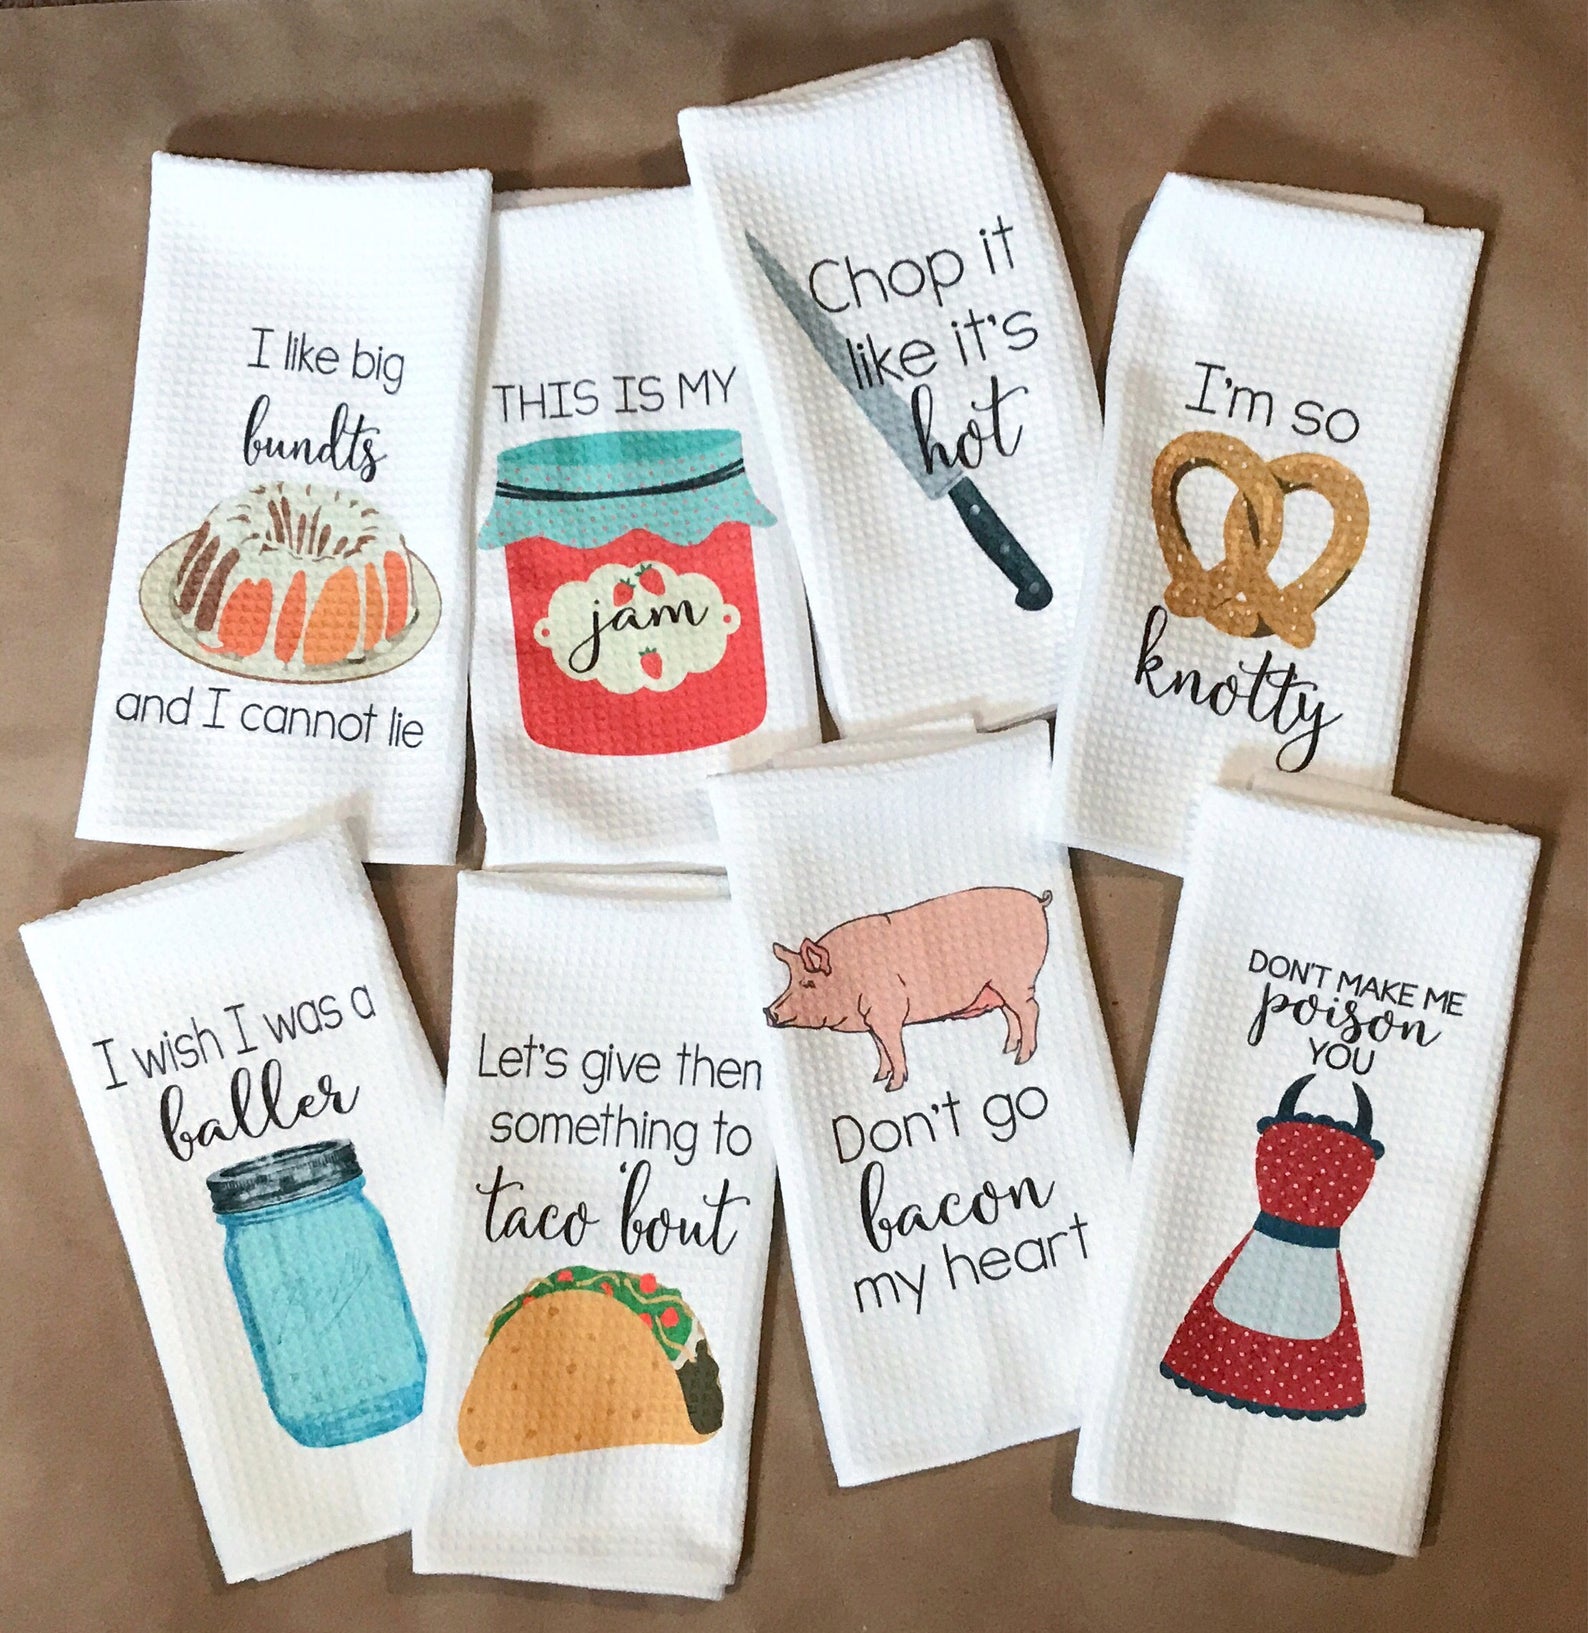 I like big
bundts
and I cannot lie
THIS IS MY
jam
Chop it
like it's
hot
I'm so
knotty
I wish I was a
baller
Let's give them
something to
taco 'bout
Don't go
bacon
my heart
DON'T MAKE ME
poison
YOU